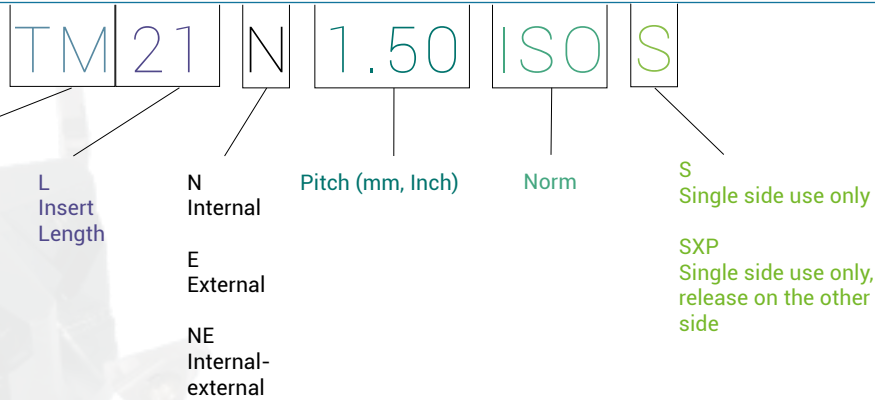 TM 21 N 1.50 ISO S
L
Insert
Length
N
Internal
E
External
NE
Internal-
external
Pitch (mm, Inch)
Norm
S
Single side use only
SXP
Single side use only,
release on the other
side